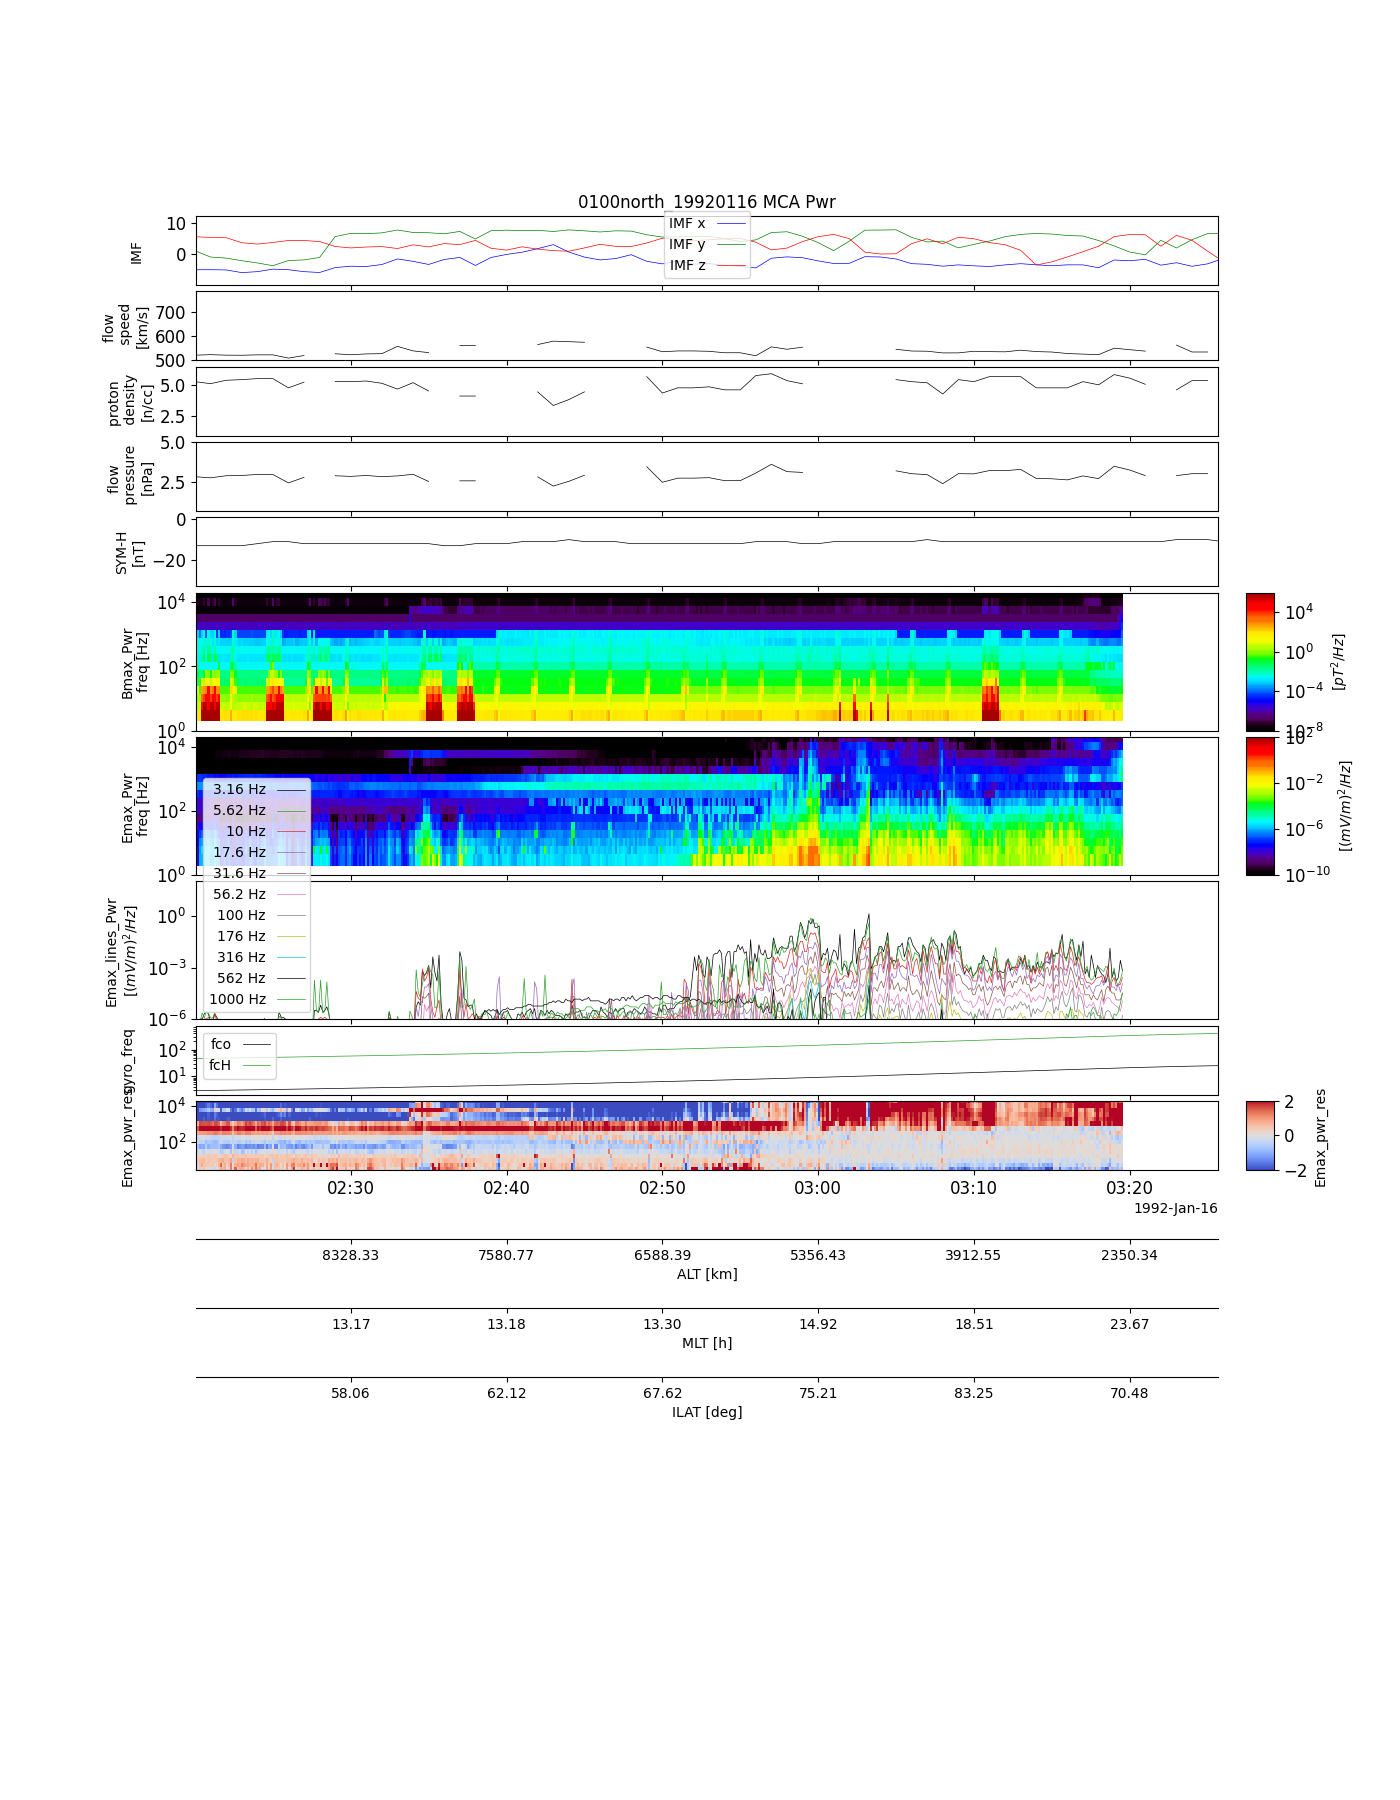 0100north_19920116 MCA Pwr
10
0
IMF
IMF x
IMF y
IMF z
700
600
500
flow
speed
[km/s]
5.0
2.5
proton
density
[n/cc]
5.0
2.5
flow
pressure
[nPa]
0
−20
SYM-H
[nT]
10^4
10^2
10^0
Bmax_Pwr
freq [Hz]
10^4
10^0
10^−4
10^−8
[pT^2/Hz]
10^4
10^2
10^0
Emax_Pwr
freq [Hz]
10^2
10^−2
10^−6
10^−10
[(mV/m)^2/Hz]
3.16 Hz
5.62 Hz
10 Hz
17.6 Hz
31.6 Hz
56.2 Hz
100 Hz
176 Hz
316 Hz
562 Hz
1000 Hz
10^0
10^−3
10^−6
Emax_lines_Pwr
[(mV/m)^2/Hz]
fco
fcH
10^2
10^1
gyro_freq
10^4
10^2
Emax_pwr_res
2
0
−2
Emax_pwr_res
02:30 02:40 02:50 03:00 03:10 03:20
1992-Jan-16
8328.33 7580.77 6588.39 5356.43 3912.55 2350.34
ALT [km]
13.17 13.18 13.30 14.92 18.51 23.67
MLT [h]
58.06 62.12 67.62 75.21 83.25 70.48
ILAT [deg]